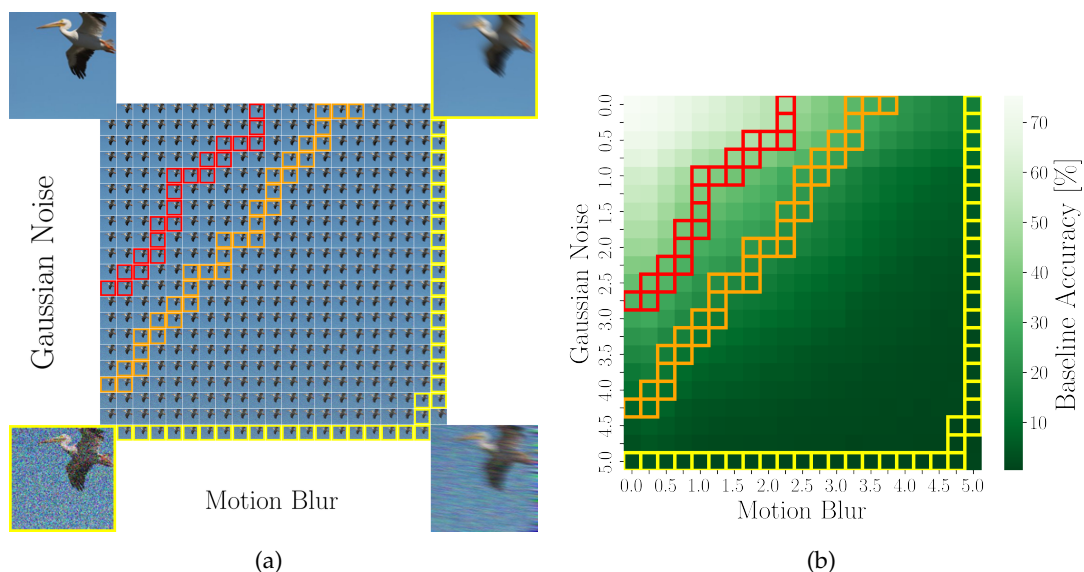 Gaussian Noise
Motion Blur
(a)
Gaussian Noise
0.0
0.5
1.0
1.5
2.0
2.5
3.0
3.5
4.0
4.5
5.0
0.0 0.5 1.0 1.5 2.0 2.5 3.0 3.5 4.0 4.5 5.0
Motion Blur
70
60
50
40
30
20
10
Baseline Accuracy [%]
(b)